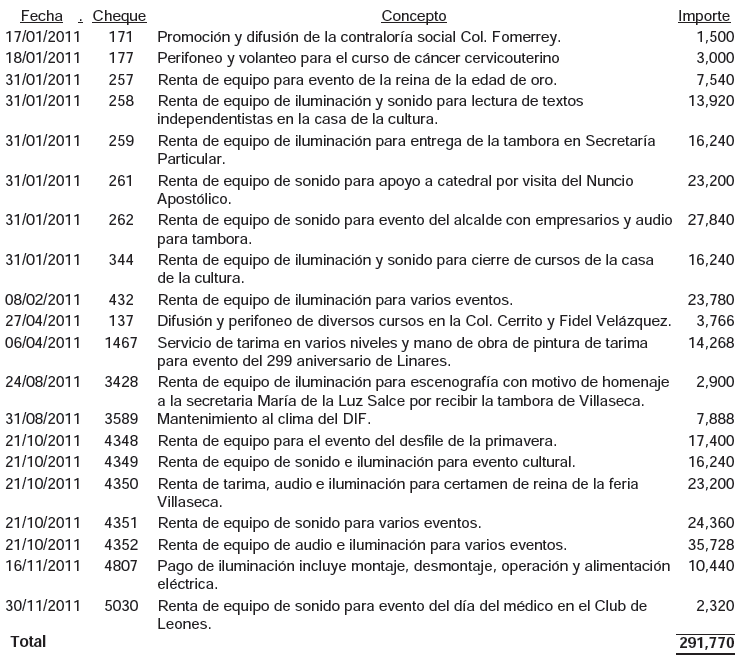 Fecha . Cheque Concepto Importe
17/01/2011 171 Promoción y difusión de la contraloría social Col. Fomerrey. 1,500
18/01/2011 177 Perifoneo y volanteo para el curso de cáncer cervicouterino 3,000
31/01/2011 257 Renta de equipo para evento de la reina de la edad de oro. 7,540
31/01/2011 258 Renta de equipo de iluminación y sonido para lectura de textos 13,920
independentistas en la casa de la cultura.
31/01/2011 259 Renta de equipo de iluminación para entrega de la tambora en Secretaría 16,240
Particular.
31/01/2011 261 Renta de equipo de sonido para apoyo a catedral por visita del Nuncio 23,200
Apostólico.
31/01/2011 262 Renta de equipo de sonido para evento del alcalde con empresarios y audio 27,840
para tambora.
31/01/2011 344 Renta de equipo de iluminación y sonido para cierre de cursos de la casa 16,240
de la cultura.
08/02/2011 432 Renta de equipo de iluminación para varios eventos. 23,780
27/04/2011 137 Difusión y perifoneo de diversos cursos en la Col. Cerrito y Fidel Velázquez. 3,766
06/04/2011 1467 Servicio de tarima en varios niveles y mano de obra de pintura de tarima 14,268
para evento del 299 aniversario de Linares.
24/08/2011 3428 Renta de equipo de iluminación para escenografía con motivo de homenaje 2,900
a la secretaria María de la Luz Salce por recibir la tambora de Villaseca.
31/08/2011 3589 Mantenimiento al clima del DIF. 7,888
21/10/2011 4348 Renta de equipo para el evento del desfile de la primavera. 17,400
21/10/2011 4349 Renta de equipo de sonido e iluminación para evento cultural. 16,240
21/10/2011 4350 Renta de tarima, audio e iluminación para certamen de reina de la feria 23,200
Villaseca.
21/10/2011 4351 Renta de equipo de sonido para varios eventos. 24,360
21/10/2011 4352 Renta de equipo de audio e iluminación para varios eventos. 35,728
16/11/2011 4807 Pago de iluminación incluye montaje, desmontaje, operación y alimentación 10,440
eléctrica.
30/11/2011 5030 Renta de equipo de sonido para evento del día del médico en el Club de 2,320
Leones.
Total 291,770